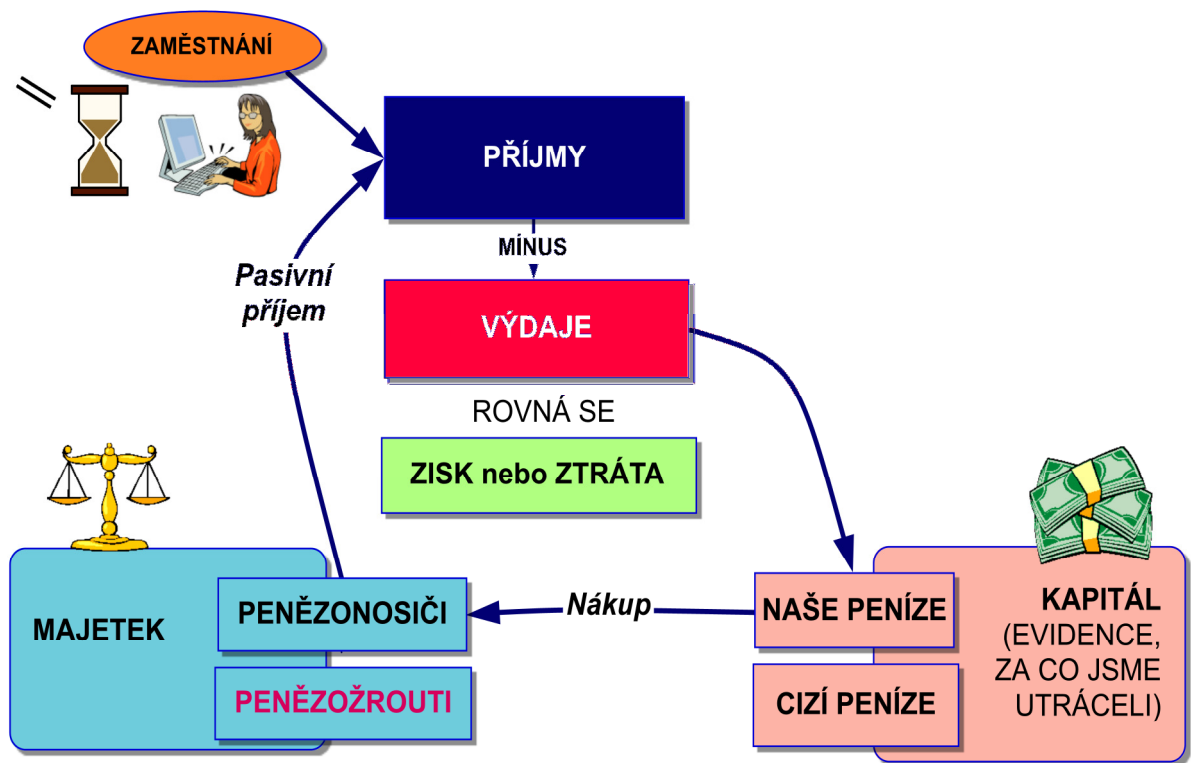 ZAMĚSTNÁNÍ
PŘÍJMY
MÍNUS
Pasivní
příjem
VÝDAJE
ROVNÁ SE
ZISK nebo ZTRÁTA
MAJETEK
PENĚZONOSIČI
PENĚZOŽROUTI
Nákup
NAŠE PENÍZE
CIZÍ PENÍZE
KAPITÁL
(EVIDENCE,
ZA CO JSME
UTRÁCELI)